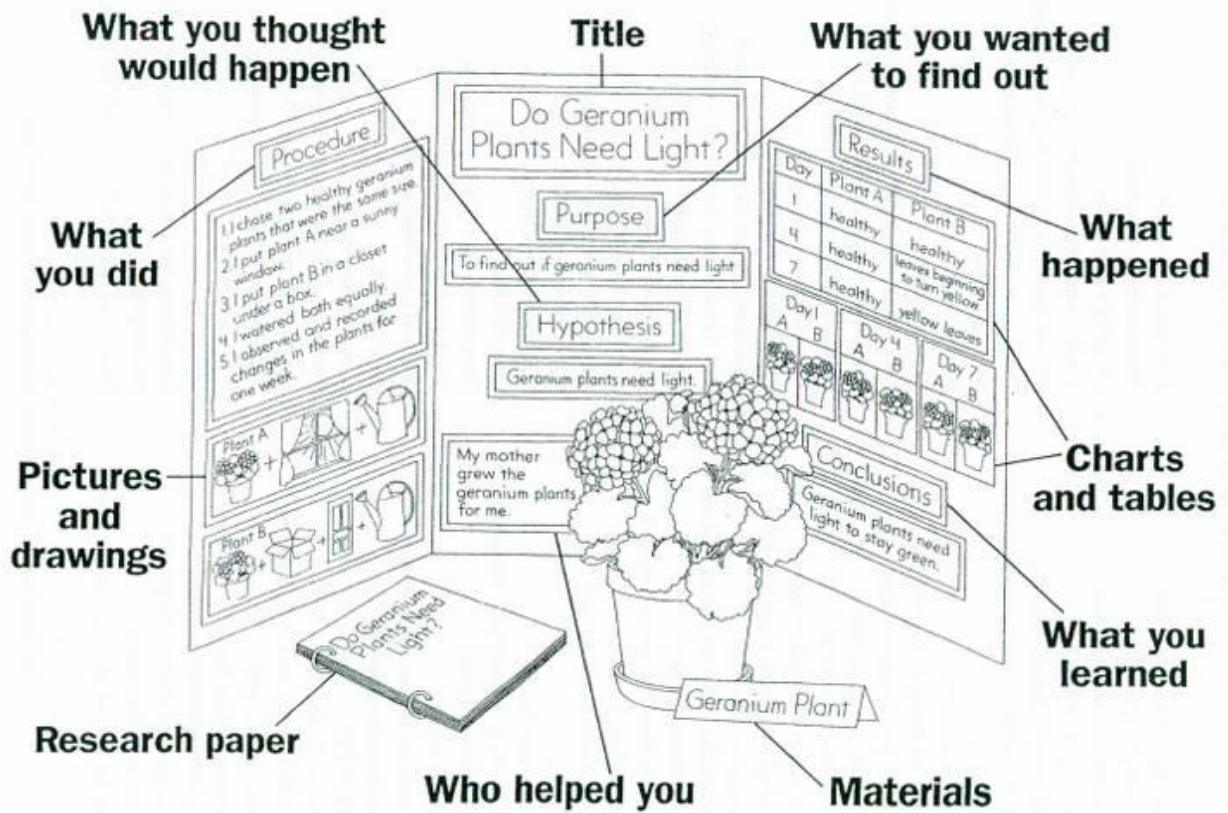 What you thought
would happen
Title
What you wanted
to find out
Do Geranium
Plants Need Light?
Procedure
1. I chose two healthy geranium
plants that were the same size.
2. I put plant A near a sunny
window.
3. I put plant B in a closet
under a box.
4. I watered both equally.
5. I observed and recorded
changes in the plants for
one week.
What
you did
Plant A
+
+
Plant B
+
+
+
Pictures
and
drawings
Purpose
To find out if geranium plants need light
Hypothesis
Geranium plants need light.
My mother
grew the
geranium plants
for me.
Results
Day Plant A Plant B
1 healthy healthy
4 healthy leaves beginning
to turn yellow
7 healthy yellow leaves
Day 1 Day 4 Day 7
A B A B A B
What
happened
Charts
and tables
Conclusions
Geranium plants need
light to stay green.
What you
learned
Do Geranium
Plants Need
Light?
Geranium Plant
Research paper
Who helped you
Materials